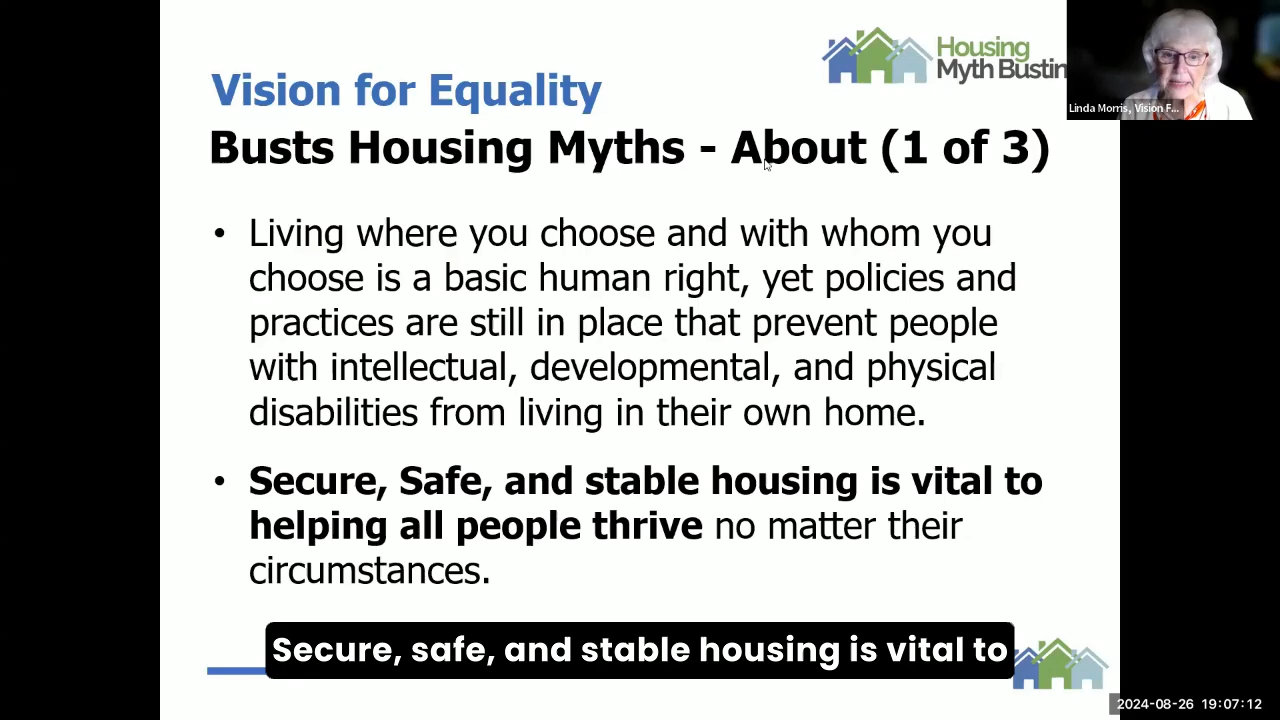 Housing
Myth Bustin
Vision for Equality
Linda Morris, Vision F...
Busts Housing Myths - About (1 of 3)
• Living where you choose and with whom you
choose is a basic human right, yet policies and
practices are still in place that prevent people
with intellectual, developmental, and physical
disabilities from living in their own home.
• Secure, Safe, and stable housing is vital to
helping all people thrive no matter their
circumstances.
Secure, safe, and stable housing is vital to
2024-08-26 19:07:12